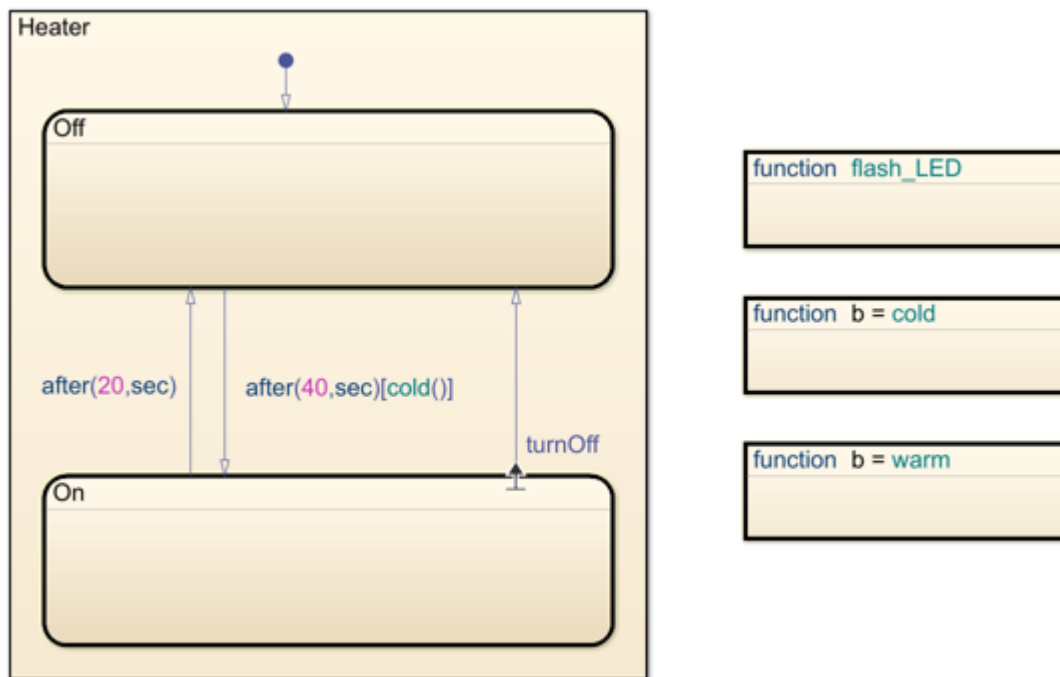 Heater
Off
after(20,sec)
after(40,sec)[cold()]
turnOff
On
function flash_LED
function b = cold
function b = warm